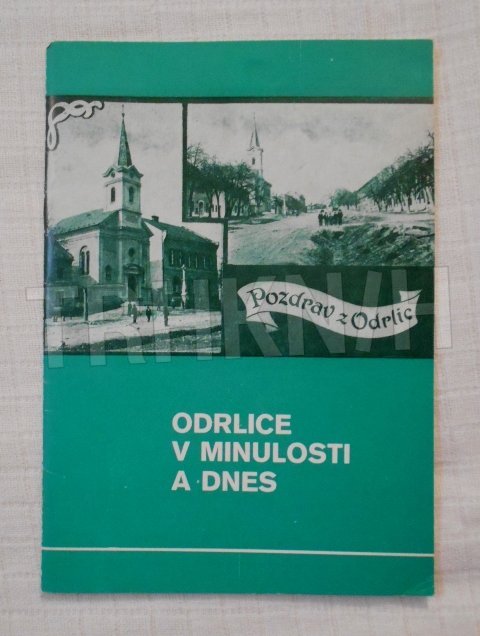 Pozdrav z Odrlic
ODRLICE
V MINULOSTI
A DNES